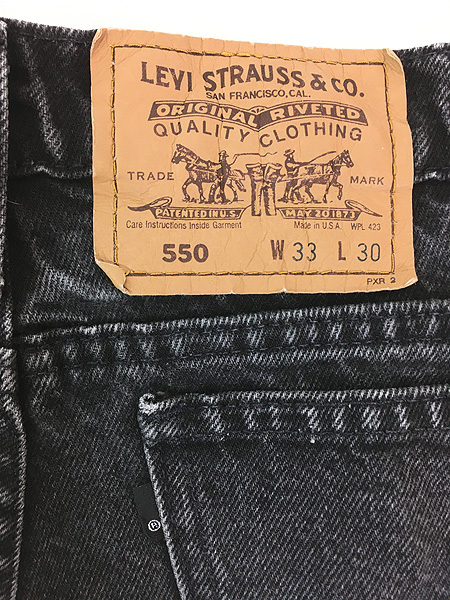 LEVI STRAUSS & CO.
SAN FRANCISCO, CAL.
ORIGINAL RIVETED
QUALITY CLOTHING
TRADE MARK
PATENTED IN U.S. MAY 20 1873
Care Instructions Inside Garment Made in U.S.A. WPL 423
550 W 33 L 30
PXR 2
®